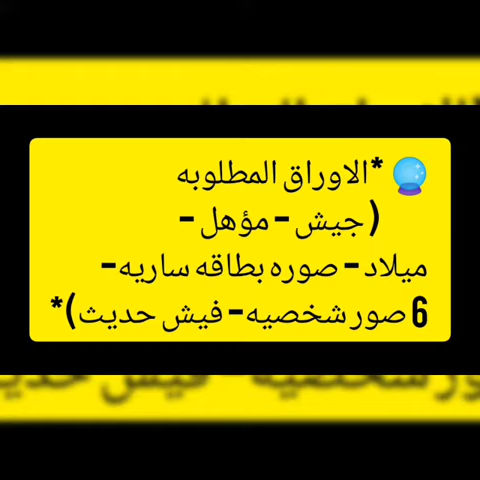 🔮 *الاوراق المطلوبه
(جيش - مؤهل -
ميلاد - صوره بطاقه ساريه -
6 صور شخصيه - فيش حديث)*